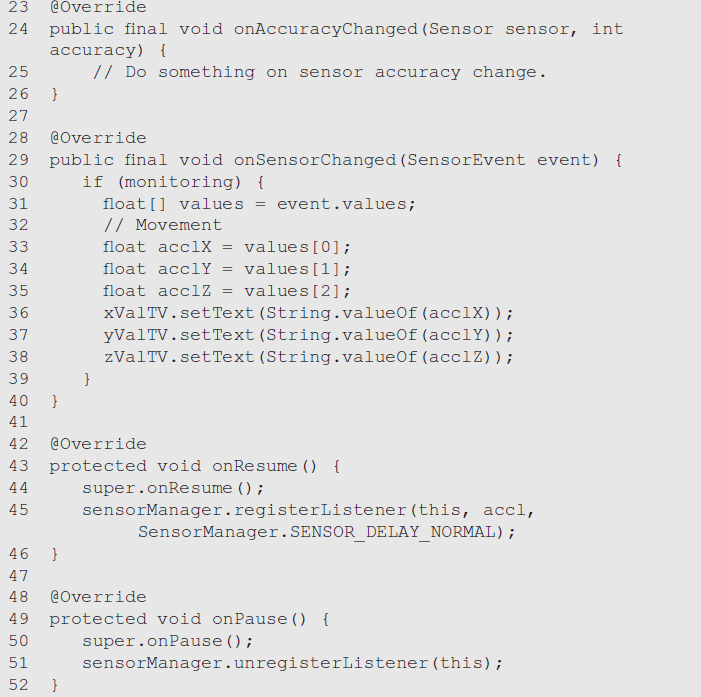 23 @Override
24 public final void onAccuracyChanged(Sensor sensor, int
accuracy) {
25 // Do something on sensor accuracy change.
26 }
27
28 @Override
29 public final void onSensorChanged(SensorEvent event) {
30 if (monitoring) {
31 float[] values = event.values;
32 // Movement
33 float acclX = values[0];
34 float acclY = values[1];
35 float acclZ = values[2];
36 xValTV.setText(String.valueOf(acclX));
37 yValTV.setText(String.valueOf(acclY));
38 zValTV.setText(String.valueOf(acclZ));
39 }
40 }
41
42 @Override
43 protected void onResume() {
44 super.onResume();
45 sensorManager.registerListener(this, accl,
SensorManager.SENSOR_DELAY_NORMAL);
46 }
47
48 @Override
49 protected void onPause() {
50 super.onPause();
51 sensorManager.unregisterListener(this);
52 }